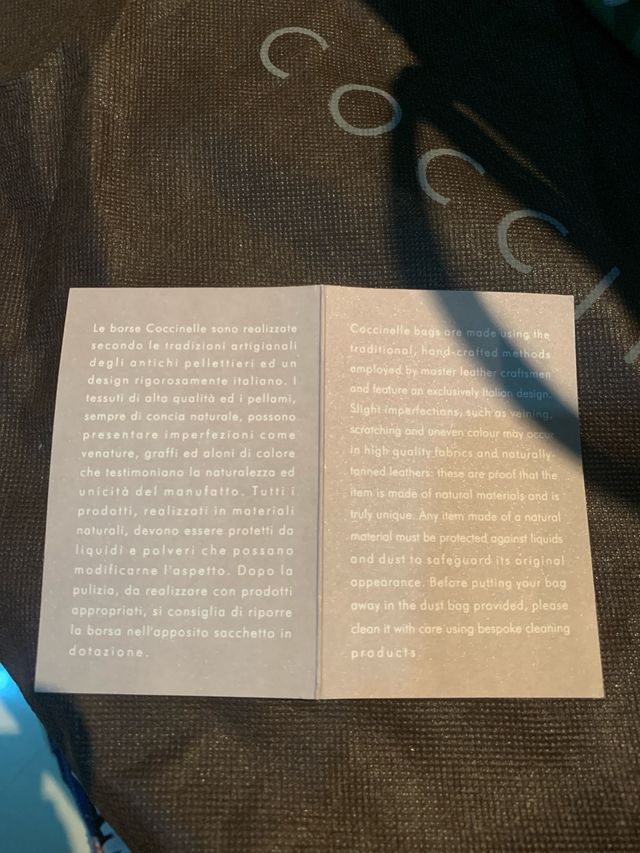 COCCI
Le borse Coccinelle sono realizzate
secondo le tradizioni artigianali
degli antichi pellettieri ed un
design rigorosamente italiano. I
tessuti di alta qualità ed i pellami,
sempre di concia naturale, possono
presentare imperfezioni come
venature, graffi ed aloni di colore
che testimoniano la naturalezza ed
unicità del manufatto. Tutti i
prodotti, realizzati in materiali
naturali, devono essere protetti da
liquidi e polveri che possano
modificarne l'aspetto. Dopo la
pulizia, da realizzare con prodotti
appropriati, si consiglia di riporre
la borsa nell'apposito sacchetto in
dotazione.
Coccinelle bags are made using the
traditional, hand-crafted methods
employed by master leather craftsmen
and feature an exclusively Italian design.
Slight imperfections, such as veining,
scratching and uneven colour may occur
in high quality fabrics and naturally-
tanned leathers: these are proof that the
item is made of natural materials and is
truly unique. Any item made of a natural
material must be protected against liquids
and dust to safeguard its original
appearance. Before putting your bag
away in the dust bag provided, please
clean it with care using bespoke cleaning
products.